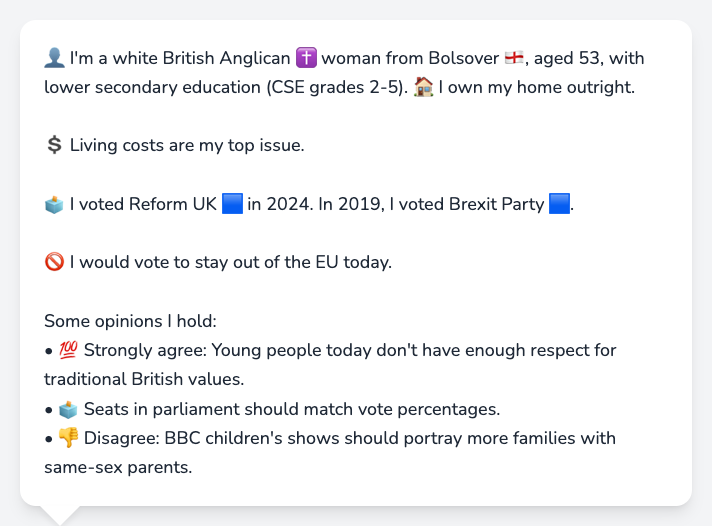 👤 I'm a white British Anglican ✝️ woman from Bolsover 🏴󠁧󠁢󠁥󠁮󠁧󠁿, aged 53, with
lower secondary education (CSE grades 2-5). 🏠 I own my home outright.
💲 Living costs are my top issue.
🗳️ I voted Reform UK 🟦 in 2024. In 2019, I voted Brexit Party 🟦.
🚫 I would vote to stay out of the EU today.
Some opinions I hold:
• 💯 Strongly agree: Young people today don't have enough respect for
traditional British values.
• 🗳️ Seats in parliament should match vote percentages.
• 👎 Disagree: BBC children's shows should portray more families with
same-sex parents.